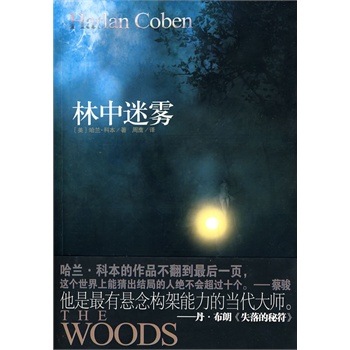 Harlan Coben
林中迷雾
[美] 哈兰·科本/著 周鹰/译
哈兰·科本的作品不翻到最后一页，
这个世界上能猜出结局的人绝不会超过十个。——蔡骏
他是最有悬念构架能力的当代大师。
——丹·布朗《失落的秘符》
THE
WOODS